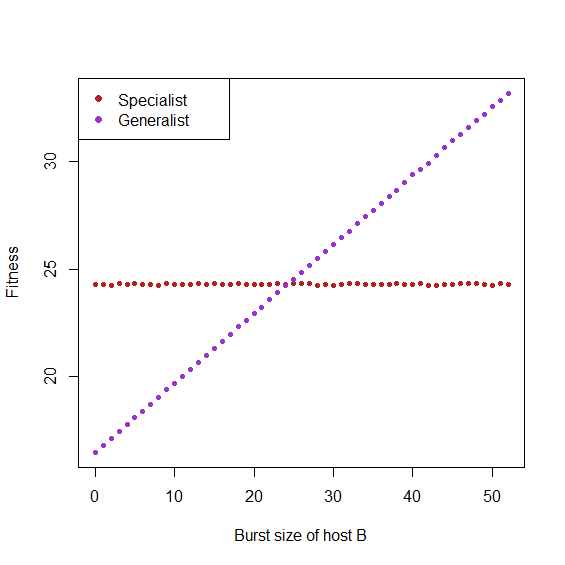 Specialist
Generalist
Fitness
30
25
20
0 10 20 30 40 50
Burst size of host B